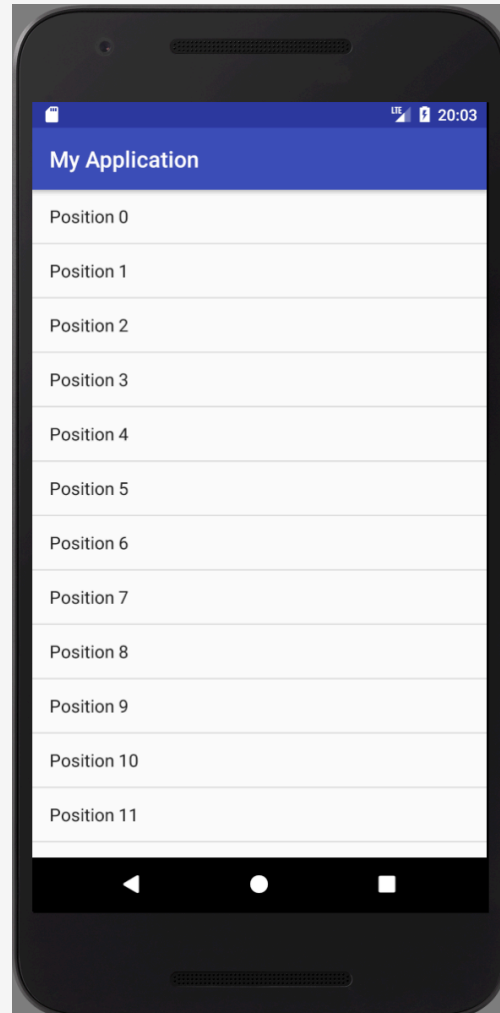 LTE 20:03
My Application
Position 0
Position 1
Position 2
Position 3
Position 4
Position 5
Position 6
Position 7
Position 8
Position 9
Position 10
Position 11